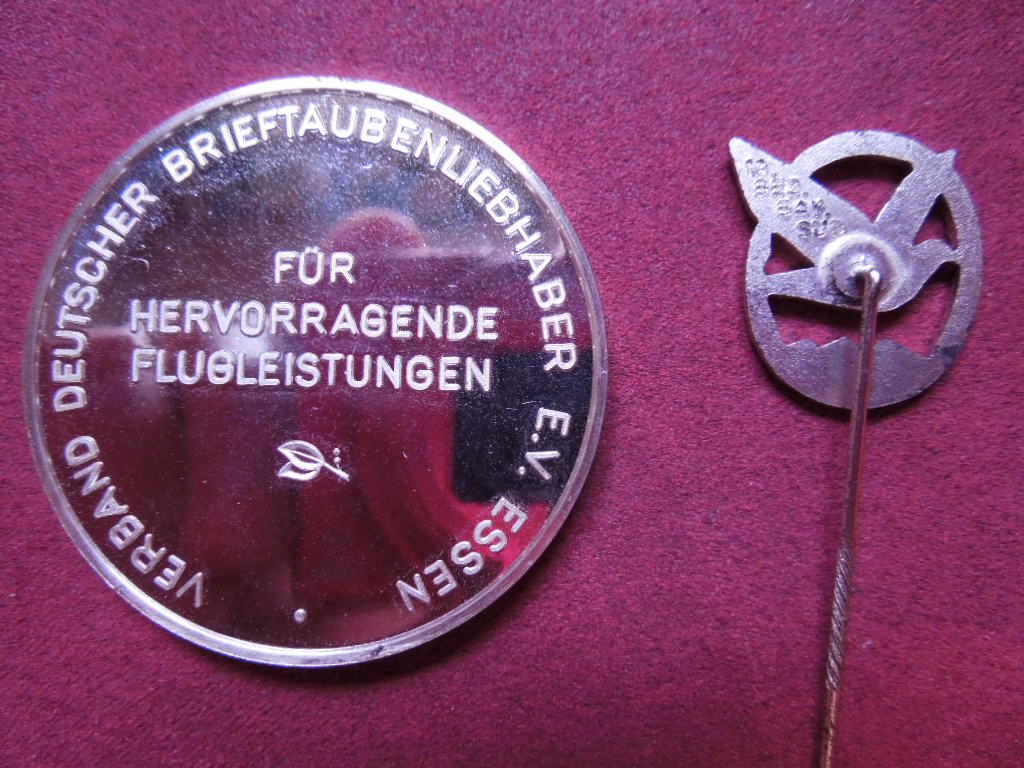 VERBAND DEUTSCHER BRIEFTAUBENLIEBHABER E.V. ESSEN
FÜR
HERVORRAGENDE
FLUGLEISTUNGEN